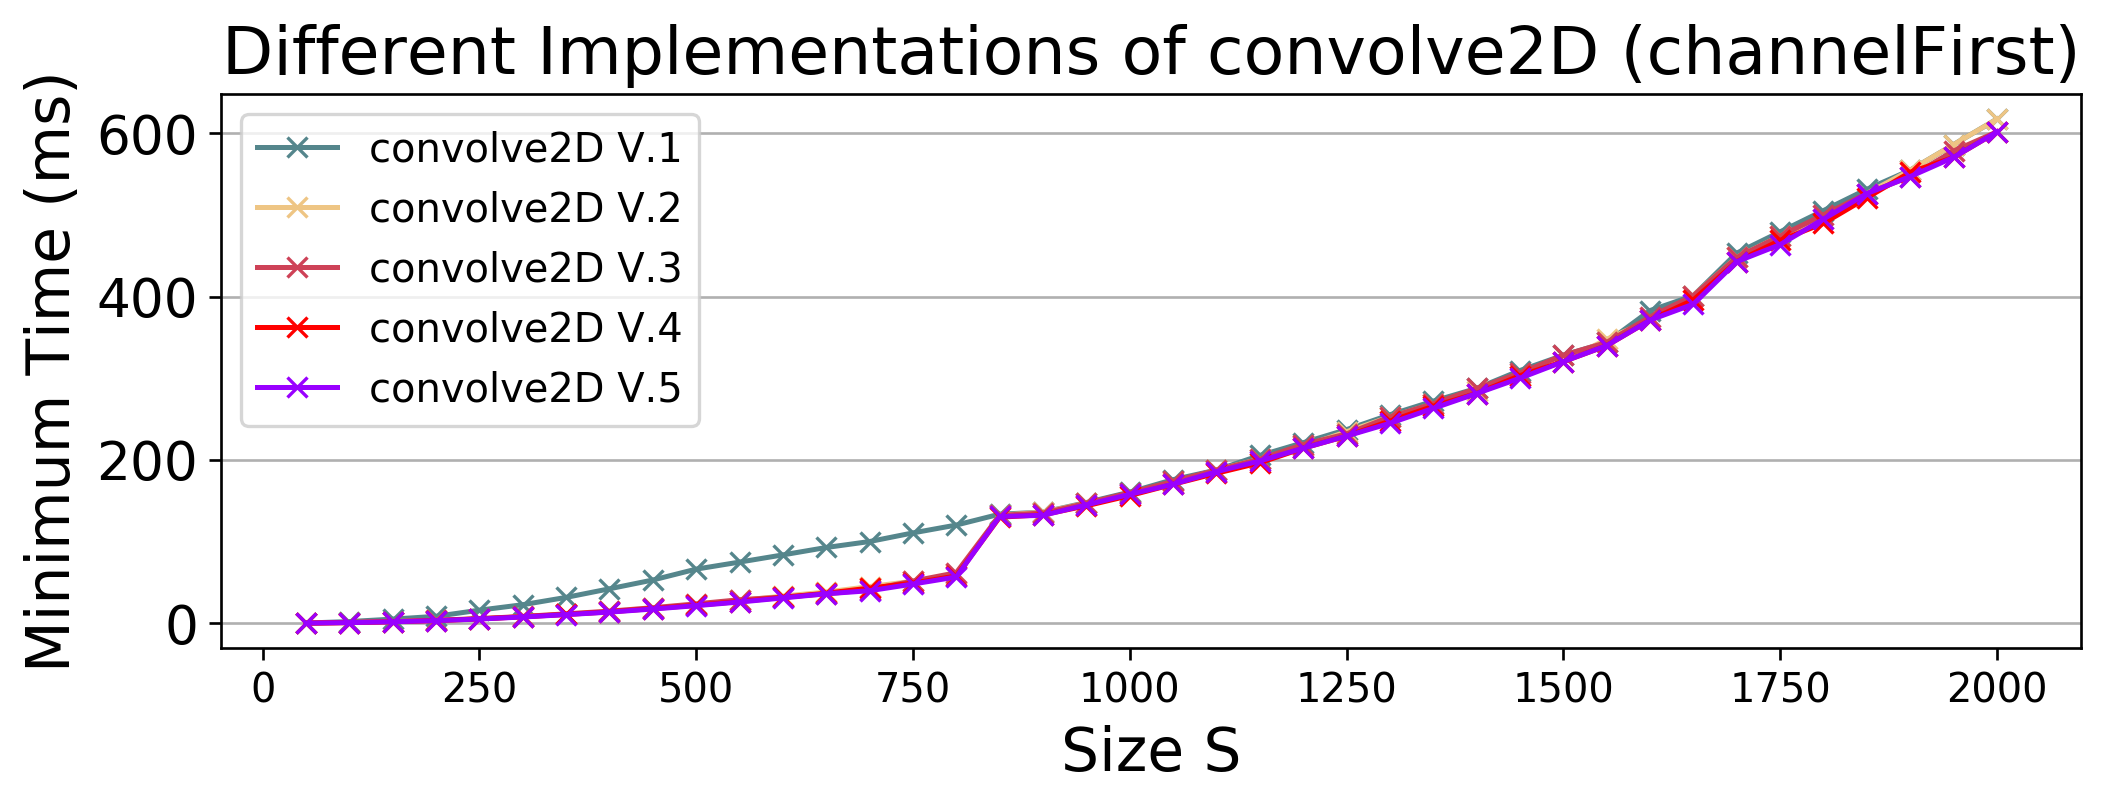 Different Implementations of convolve2D (channelFirst)
Minimum Time (ms)
600
400
200
0
convolve2D V.1
convolve2D V.2
convolve2D V.3
convolve2D V.4
convolve2D V.5
0 250 500 750 1000 1250 1500 1750 2000
Size S